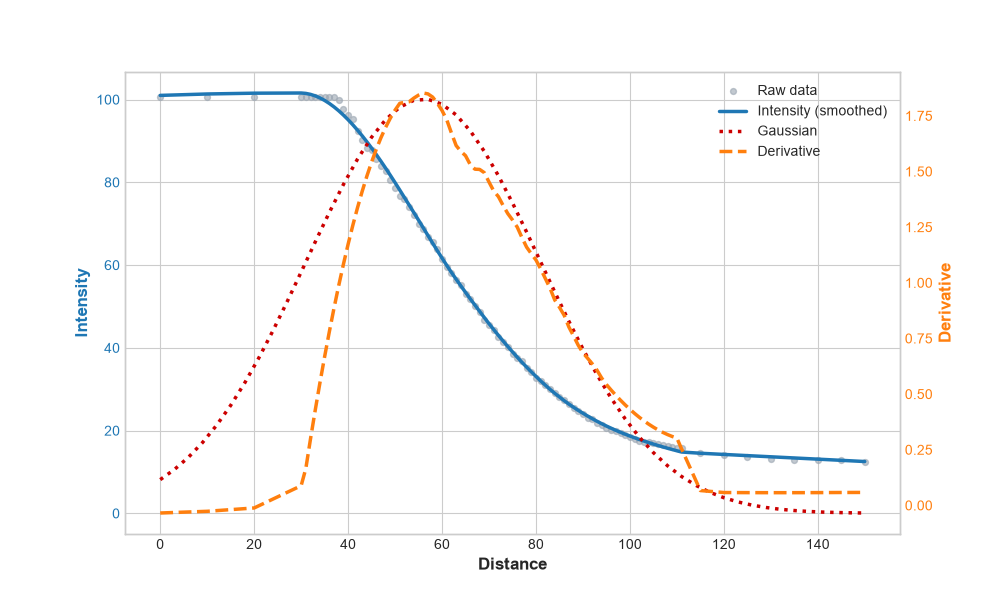 Raw data
Intensity (smoothed)
Gaussian
Derivative
100
80
60
40
20
0
Intensity
1.75
1.50
1.25
1.00
0.75
0.50
0.25
0.00
Derivative
0 20 40 60 80 100 120 140
Distance